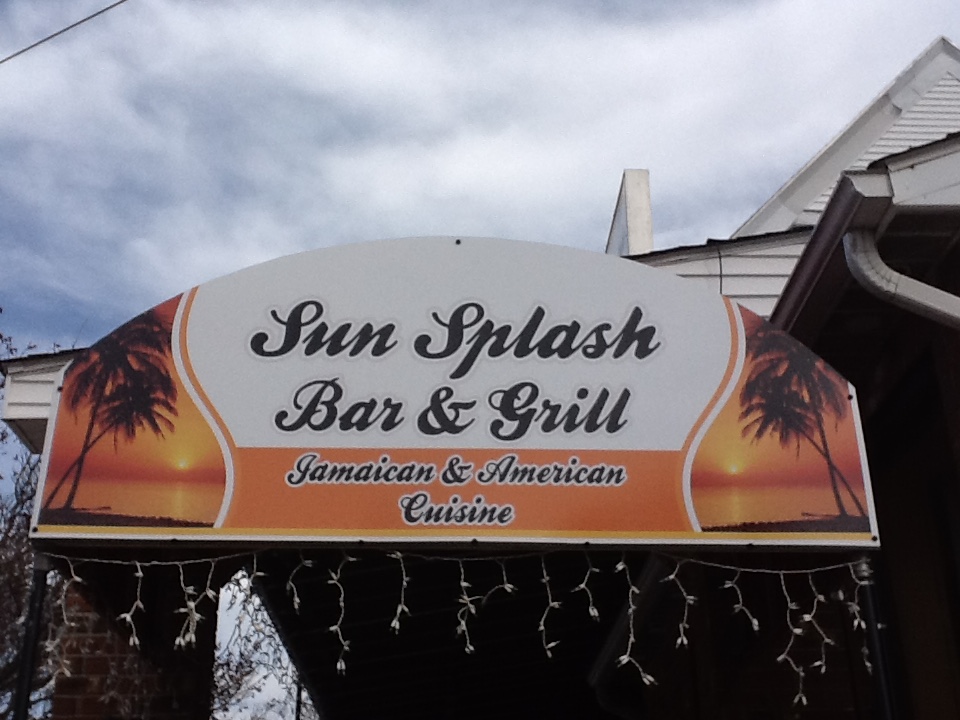 Sun Splash
Bar & Grill
Jamaican & American
Cuisine